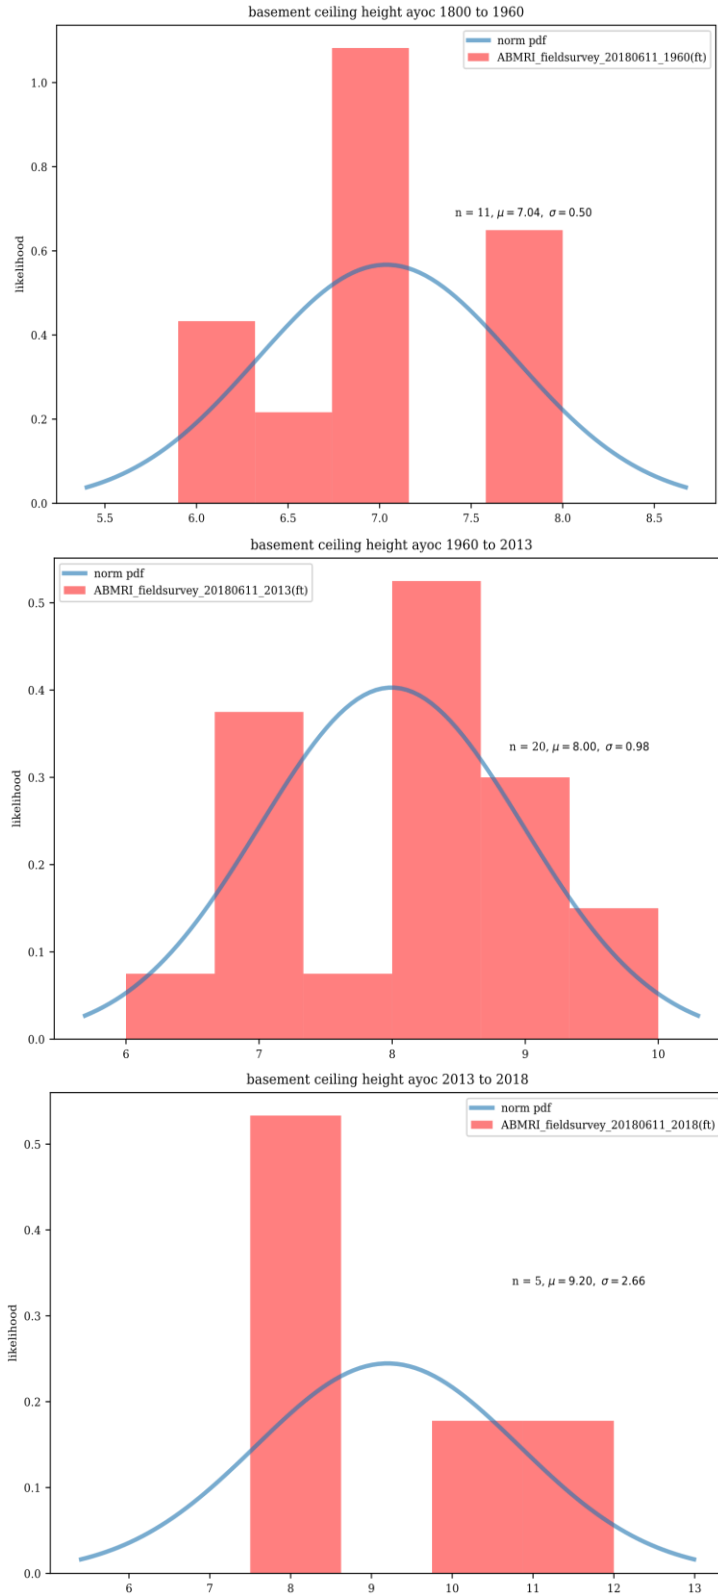 basement ceiling height ayoc 1800 to 1960
norm pdf
ABMRI_fieldsurvey_20180611_1960(ft)
n = 11, μ = 7.04, σ = 0.50
likelihood
1.0
0.8
0.6
0.4
0.2
0.0
5.5 6.0 6.5 7.0 7.5 8.0 8.5
basement ceiling height ayoc 1960 to 2013
norm pdf
ABMRI_fieldsurvey_20180611_2013(ft)
n = 20, μ = 8.00, σ = 0.98
likelihood
0.5
0.4
0.3
0.2
0.1
0.0
6 7 8 9 10
basement ceiling height ayoc 2013 to 2018
norm pdf
ABMRI_fieldsurvey_20180611_2018(ft)
n = 5, μ = 9.20, σ = 2.66
likelihood
0.5
0.4
0.3
0.2
0.1
0.0
6 7 8 9 10 11 12 13